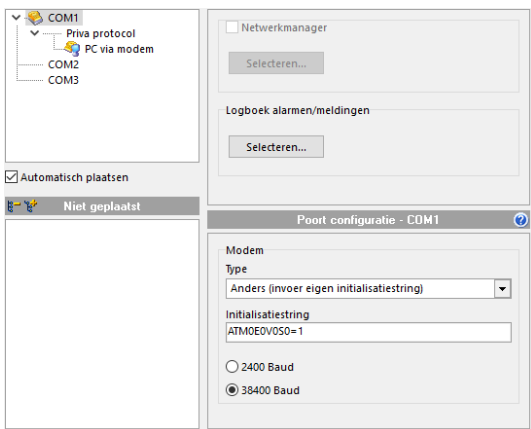 COM1
Priva protocol
PC via modem
COM2
COM3
Automatisch plaatsen
Niet geplaatst
Netwerkmanager
Selecteren...
Logboek alarmen/meldingen
Selecteren...
Poort configuratie - COM1
Modem
Type
Anders (invoer eigen initialisatiestring)
Initialisatiestring
ATM0E0V0S0=1
2400 Baud
38400 Baud